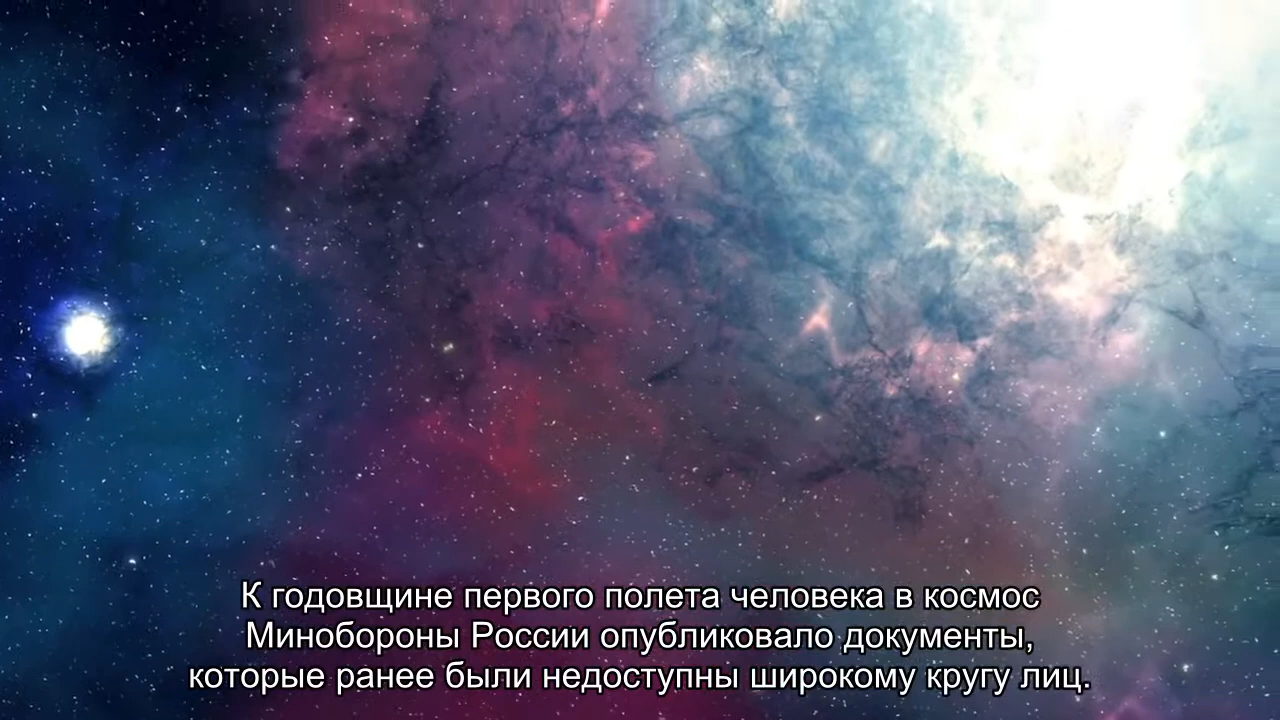 К годовщине первого полета человека в космос
Минобороны России опубликовало документы,
которые ранее были недоступны широкому кругу лиц.